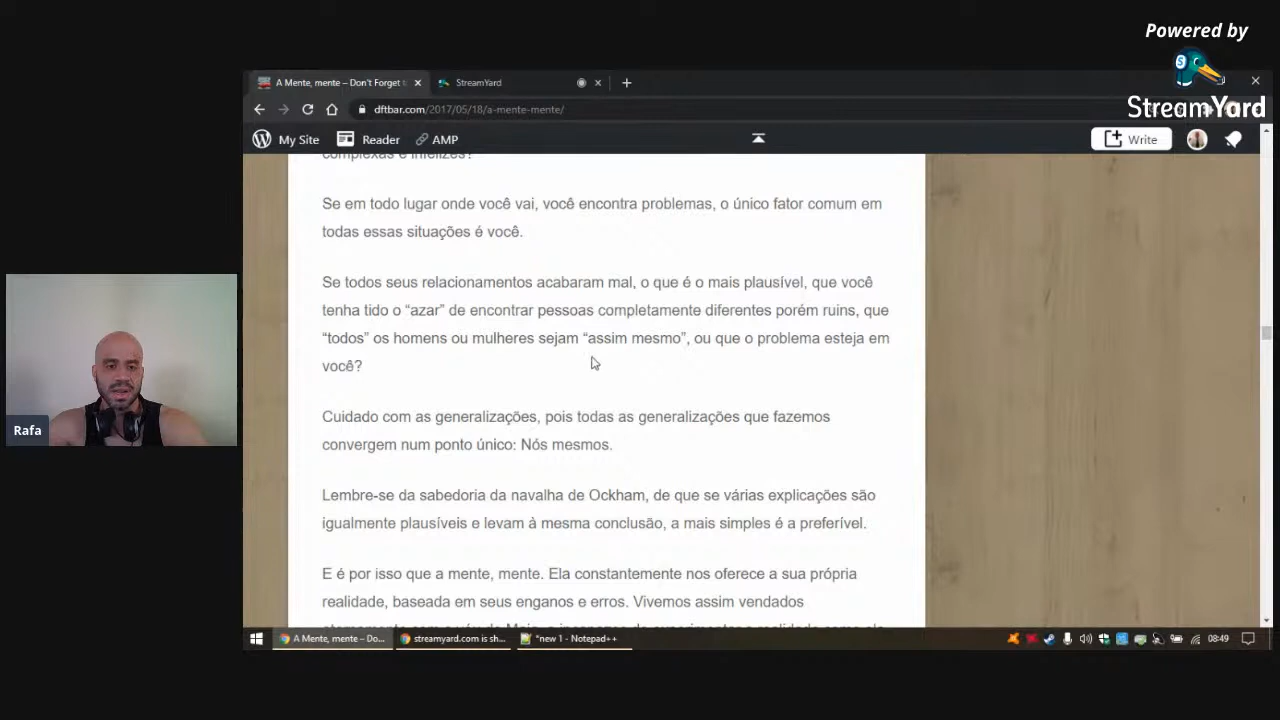 Powered by
StreamYard
A Mente, mente – Don't Forget
StreamYard
dftbar.com/2017/05/18/a-mente-mente/
My Site
Reader
AMP
Write
complexas e infelizes?
Se em todo lugar onde você vai, você encontra problemas, o único fator comum em
todas essas situações é você.
Se todos seus relacionamentos acabaram mal, o que é o mais plausível, que você
tenha tido o “azar” de encontrar pessoas completamente diferentes porém ruins, que
“todos” os homens ou mulheres sejam “assim mesmo”, ou que o problema esteja em
você?
Cuidado com as generalizações, pois todas as generalizações que fazemos
convergem num ponto único: Nós mesmos.
Lembre-se da sabedoria da navalha de Ockham, de que se várias explicações são
igualmente plausíveis e levam à mesma conclusão, a mais simples é a preferível.
E é por isso que a mente, mente. Ela constantemente nos oferece a sua própria
realidade, baseada em seus enganos e erros. Vivemos assim vendados
Rafa
A Mente, mente – Do...
streamyard.com is sh...
*new 1 - Notepad++
08:49